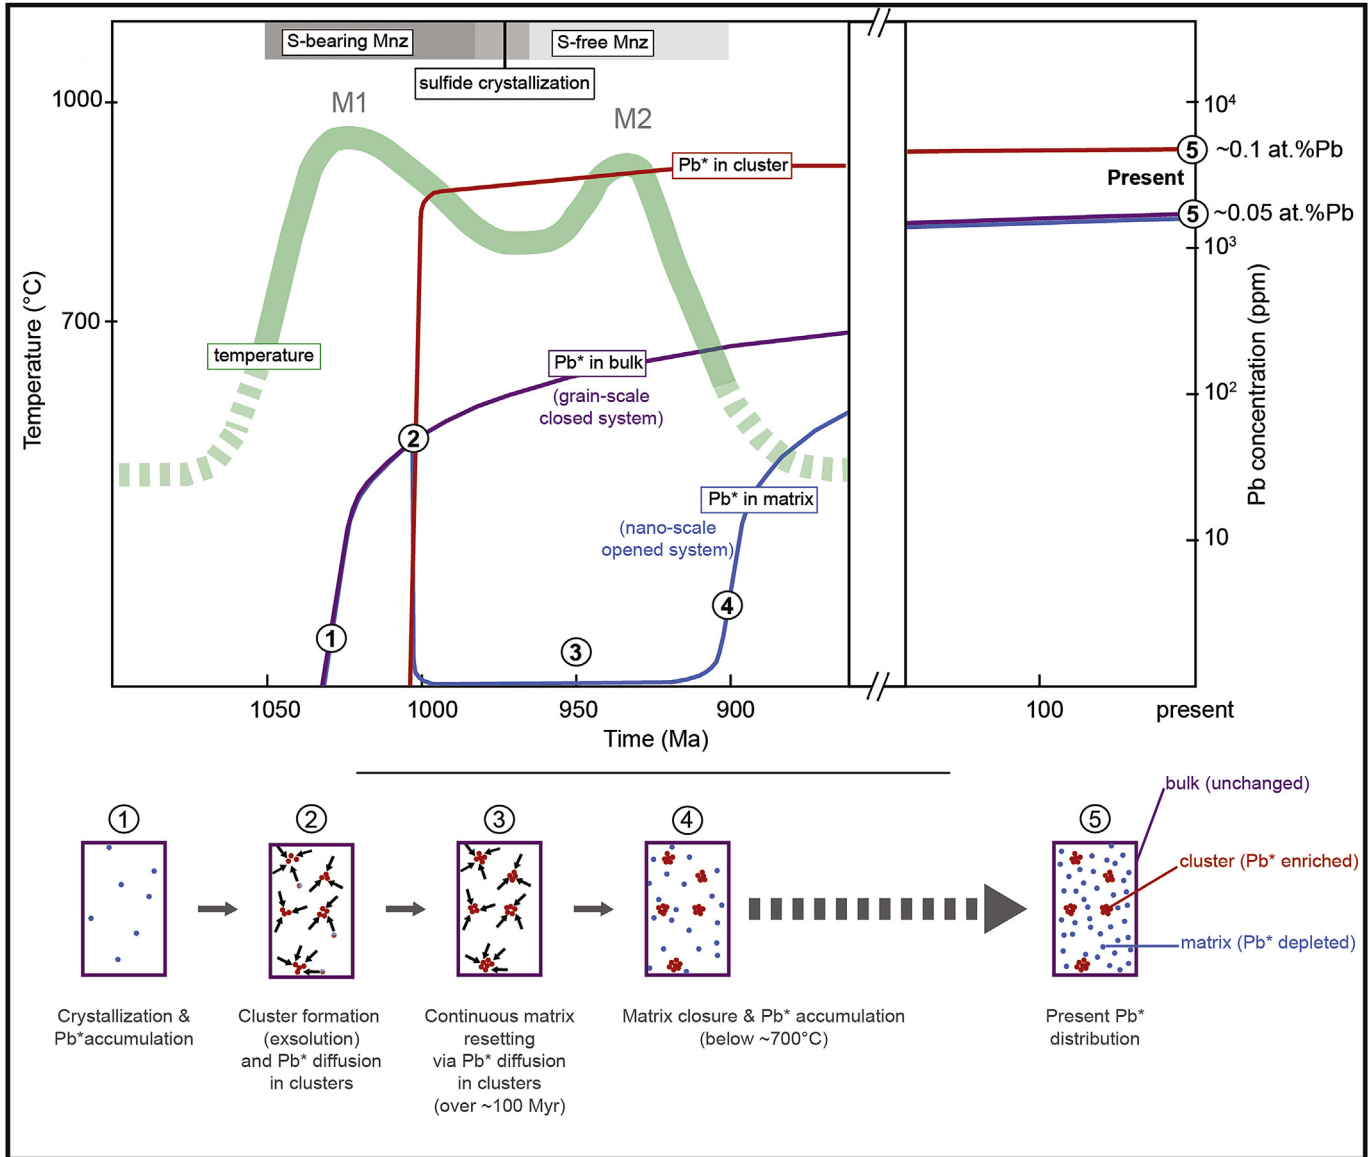 S-bearing Mnz
S-free Mnz
sulfide crystallization
M1
M2
1000
700
Temperature (°C)
temperature
Pb* in cluster
Pb* in bulk
(grain-scale
closed system)
Pb* in matrix
(nano-scale
opened system)
1
2
3
4
5
~0.1 at.%Pb
Present
5
~0.05 at.%Pb
10⁴
10³
10²
10
Pb concentration (ppm)
1050
1000
950
900
100
present
Time (Ma)
1
2
3
4
5
bulk (unchanged)
cluster (Pb* enriched)
matrix (Pb* depleted)
Crystallization &
Pb*accumulation
Cluster formation
(exsolution)
and Pb* diffusion
in clusters
Continuous matrix
resetting
via Pb* diffusion
in clusters
(over ~100 Myr)
Matrix closure & Pb* accumulation
(below ~700°C)
Present Pb*
distribution